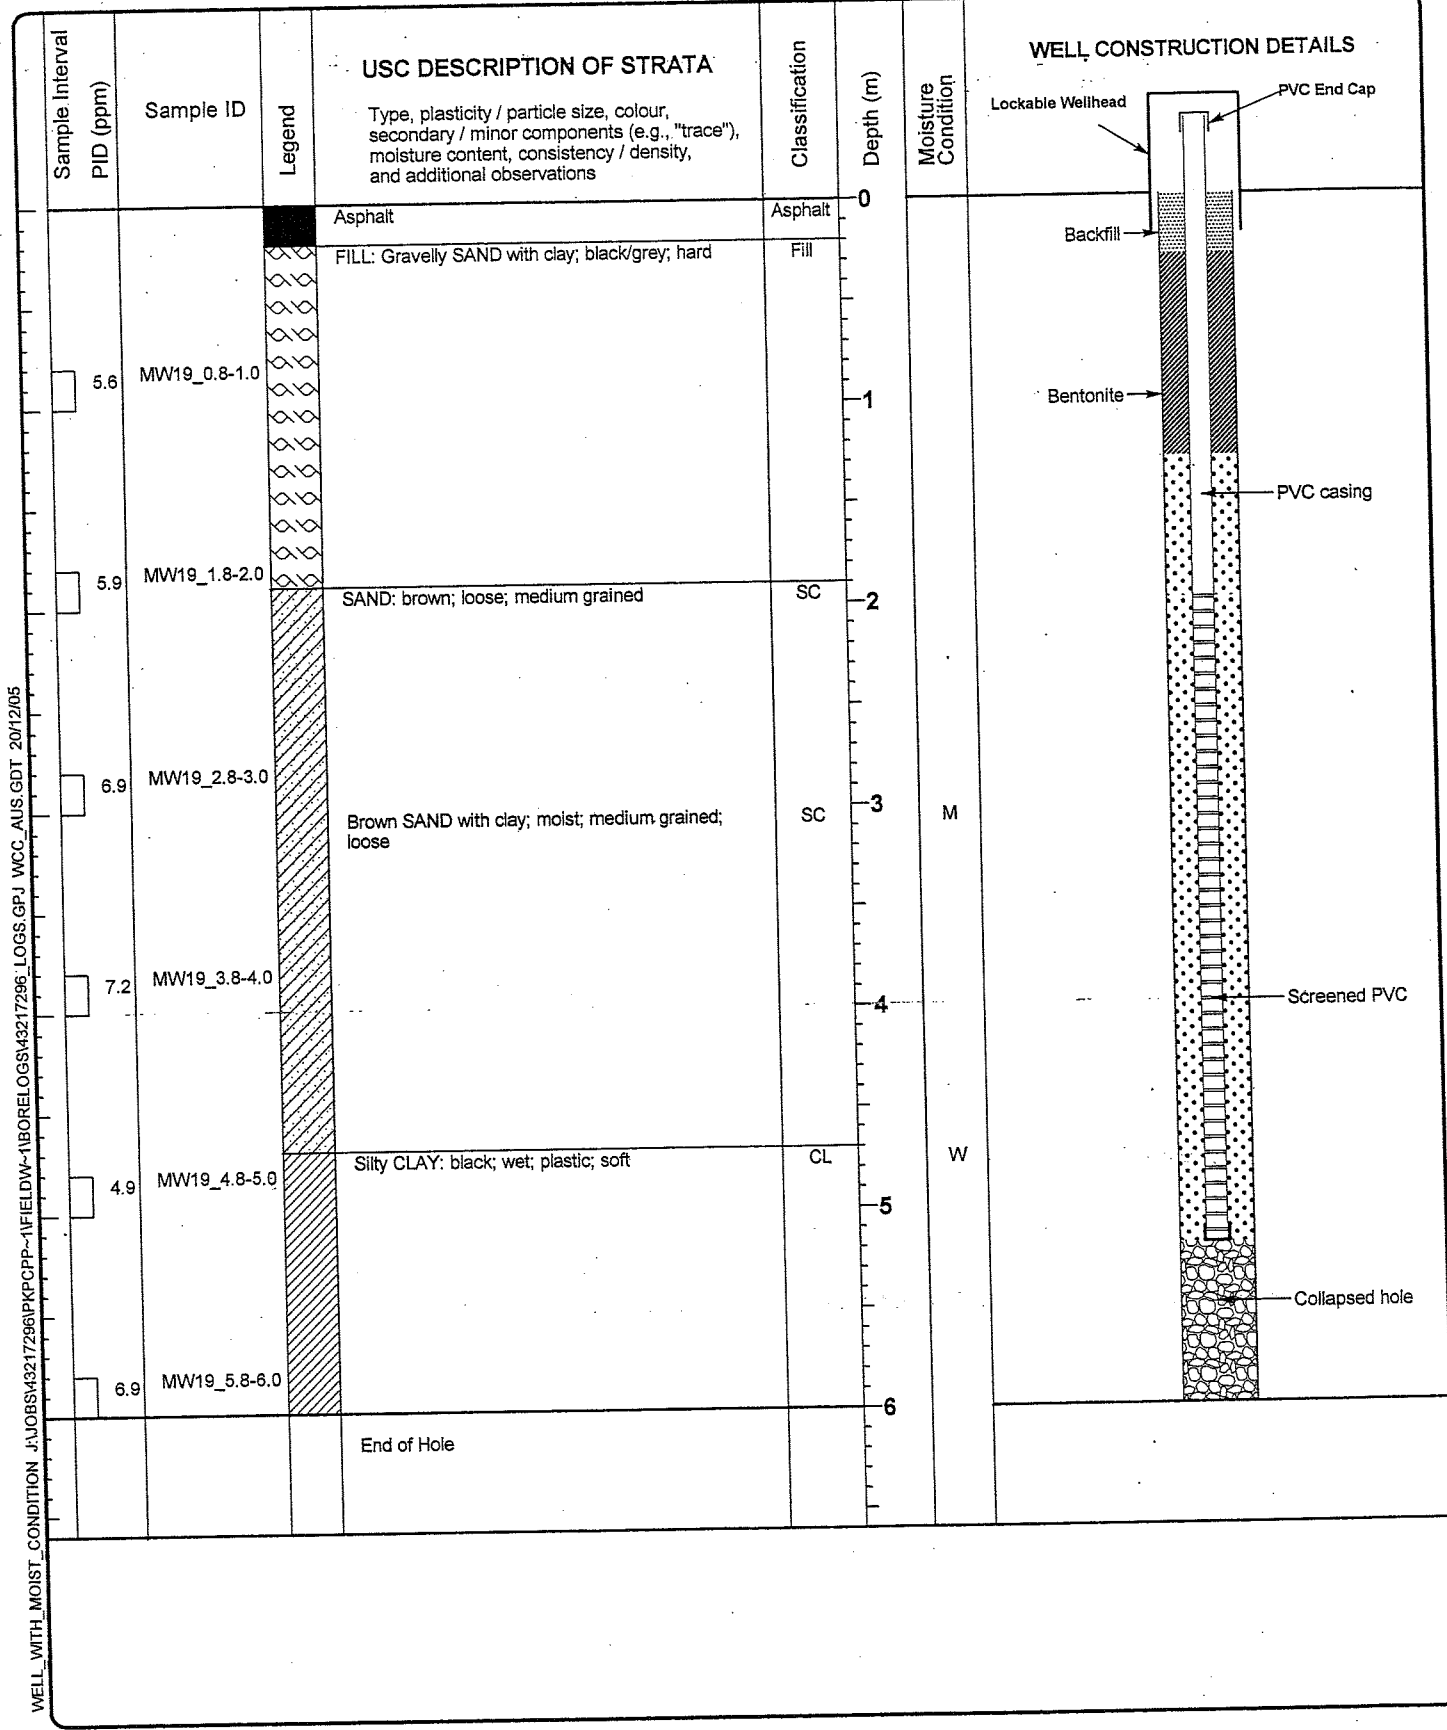 Sample Interval
PID (ppm)
Sample ID
Legend
USC DESCRIPTION OF STRATA
Type, plasticity / particle size, colour,
secondary / minor components (e.g., "trace"),
moisture content, consistency / density,
and additional observations
Classification
Depth (m)
Moisture
Condition
WELL CONSTRUCTION DETAILS
Lockable Wellhead
PVC End Cap
0
Asphalt
Asphalt
Backfill
FILL: Gravelly SAND with clay; black/grey; hard
Fill
5.6
MW19_0.8-1.0
1
Bentonite
PVC casing
5.9
MW19_1.8-2.0
SAND: brown; loose; medium grained
SC
2
6.9
MW19_2.8-3.0
3
Brown SAND with clay; moist; medium grained;
loose
SC
M
7.2
MW19_3.8-4.0
4
Screened PVC
Silty CLAY: black; wet; plastic; soft
CL
W
4.9
MW19_4.8-5.0
5
Collapsed hole
6.9
MW19_5.8-6.0
6
End of Hole
WELL_WITH_MOIST_CONDITION J:\JOBS\43217296\PKPCPP~1\FIELDW~1\BORELOGS\43217296_LOGS.GPJ WCC_AUS.GDT 20/12/05